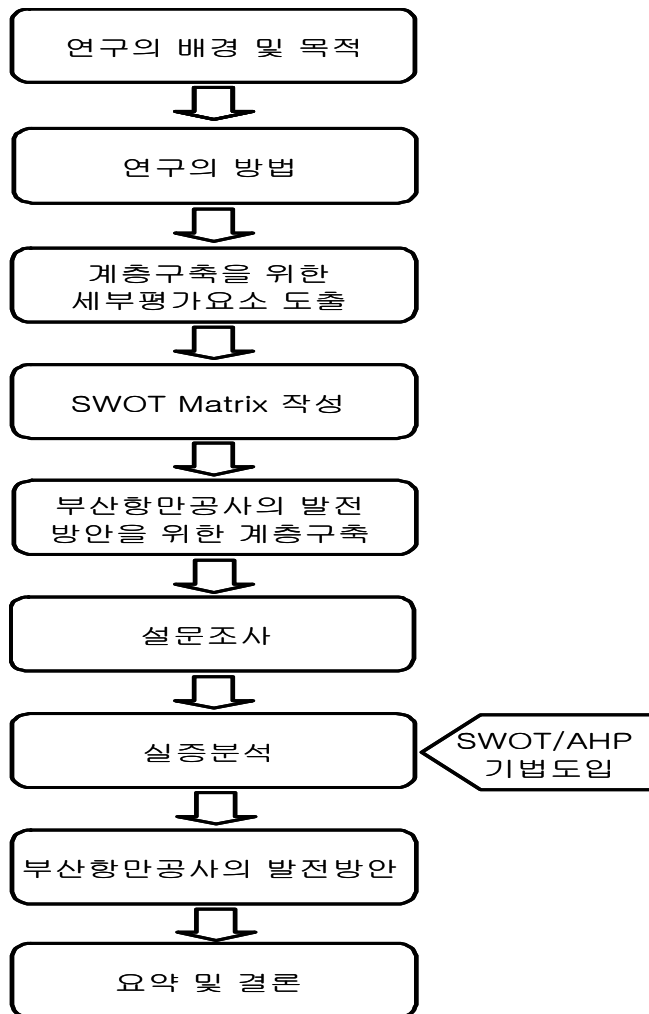 연구의 배경 및 목적
연구의 방법
계층구축을 위한
세부평가요소 도출
SWOT Matrix 작성
부산항만공사의 발전
방안을 위한 계층구축
설문조사
실증분석
SWOT/AHP
기법도입
부산항만공사의 발전방안
요약 및 결론